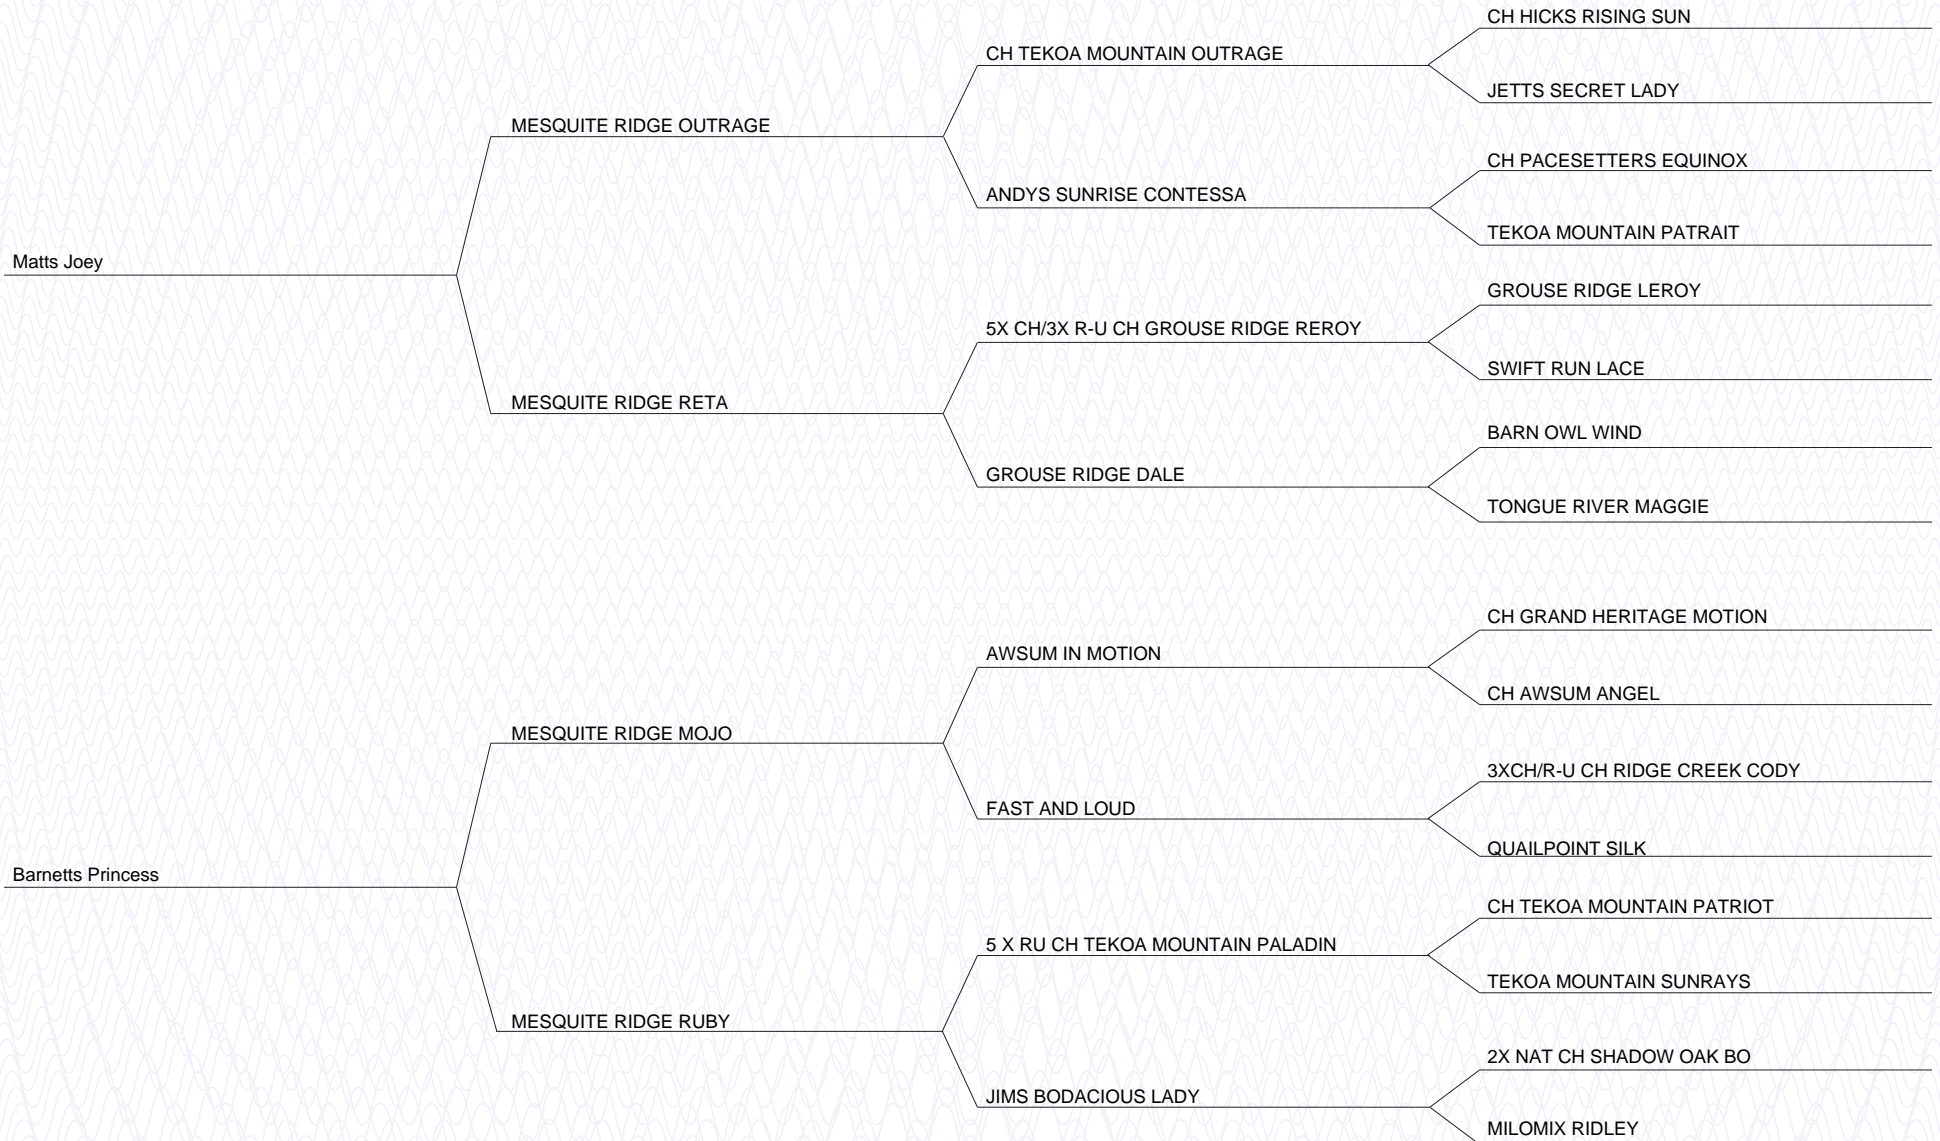 CH HICKS RISING SUN
CH TEKOA MOUNTAIN OUTRAGE
JETTS SECRET LADY
MESQUITE RIDGE OUTRAGE
CH PACESETTERS EQUINOX
ANDYS SUNRISE CONTESSA
TEKOA MOUNTAIN PATRAIT
Matts Joey
GROUSE RIDGE LEROY
5X CH/3X R-U CH GROUSE RIDGE REROY
SWIFT RUN LACE
MESQUITE RIDGE RETA
BARN OWL WIND
GROUSE RIDGE DALE
TONGUE RIVER MAGGIE
CH GRAND HERITAGE MOTION
AWSUM IN MOTION
CH AWSUM ANGEL
MESQUITE RIDGE MOJO
3XCH/R-U CH RIDGE CREEK CODY
FAST AND LOUD
QUAILPOINT SILK
Barnetts Princess
CH TEKOA MOUNTAIN PATRIOT
5 X RU CH TEKOA MOUNTAIN PALADIN
TEKOA MOUNTAIN SUNRAYS
MESQUITE RIDGE RUBY
2X NAT CH SHADOW OAK BO
JIMS BODACIOUS LADY
MILOMIX RIDLEY